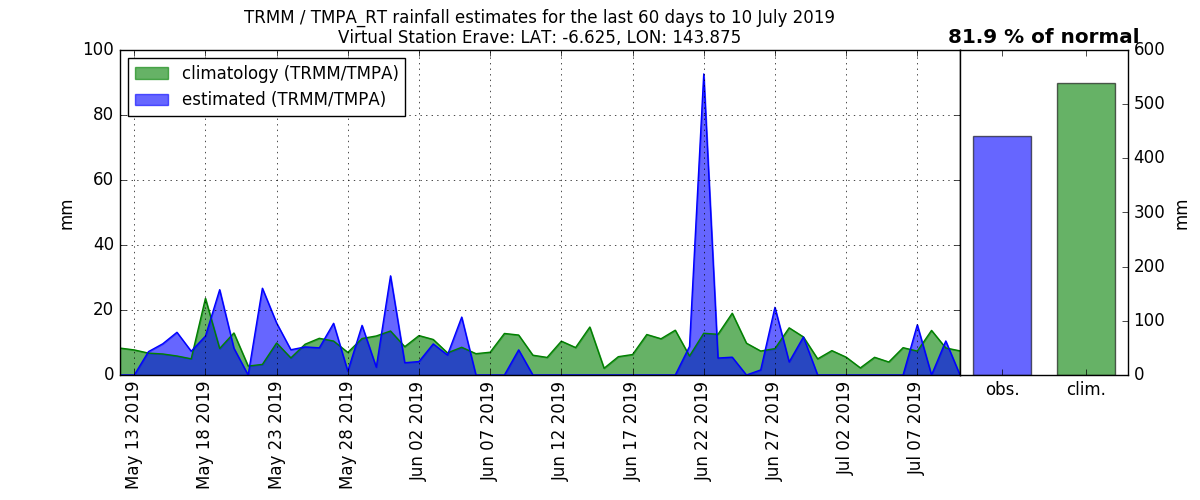 TRMM / TMPA_RT rainfall estimates for the last 60 days to 10 July 2019
Virtual Station Erave: LAT: -6.625, LON: 143.875
81.9 % of normal
climatology (TRMM/TMPA)
estimated (TRMM/TMPA)
100
80
60
40
20
0
mm
May 13 2019
May 18 2019
May 23 2019
May 28 2019
Jun 02 2019
Jun 07 2019
Jun 12 2019
Jun 17 2019
Jun 22 2019
Jun 27 2019
Jul 02 2019
Jul 07 2019
600
500
400
300
200
100
0
mm
obs.
clim.